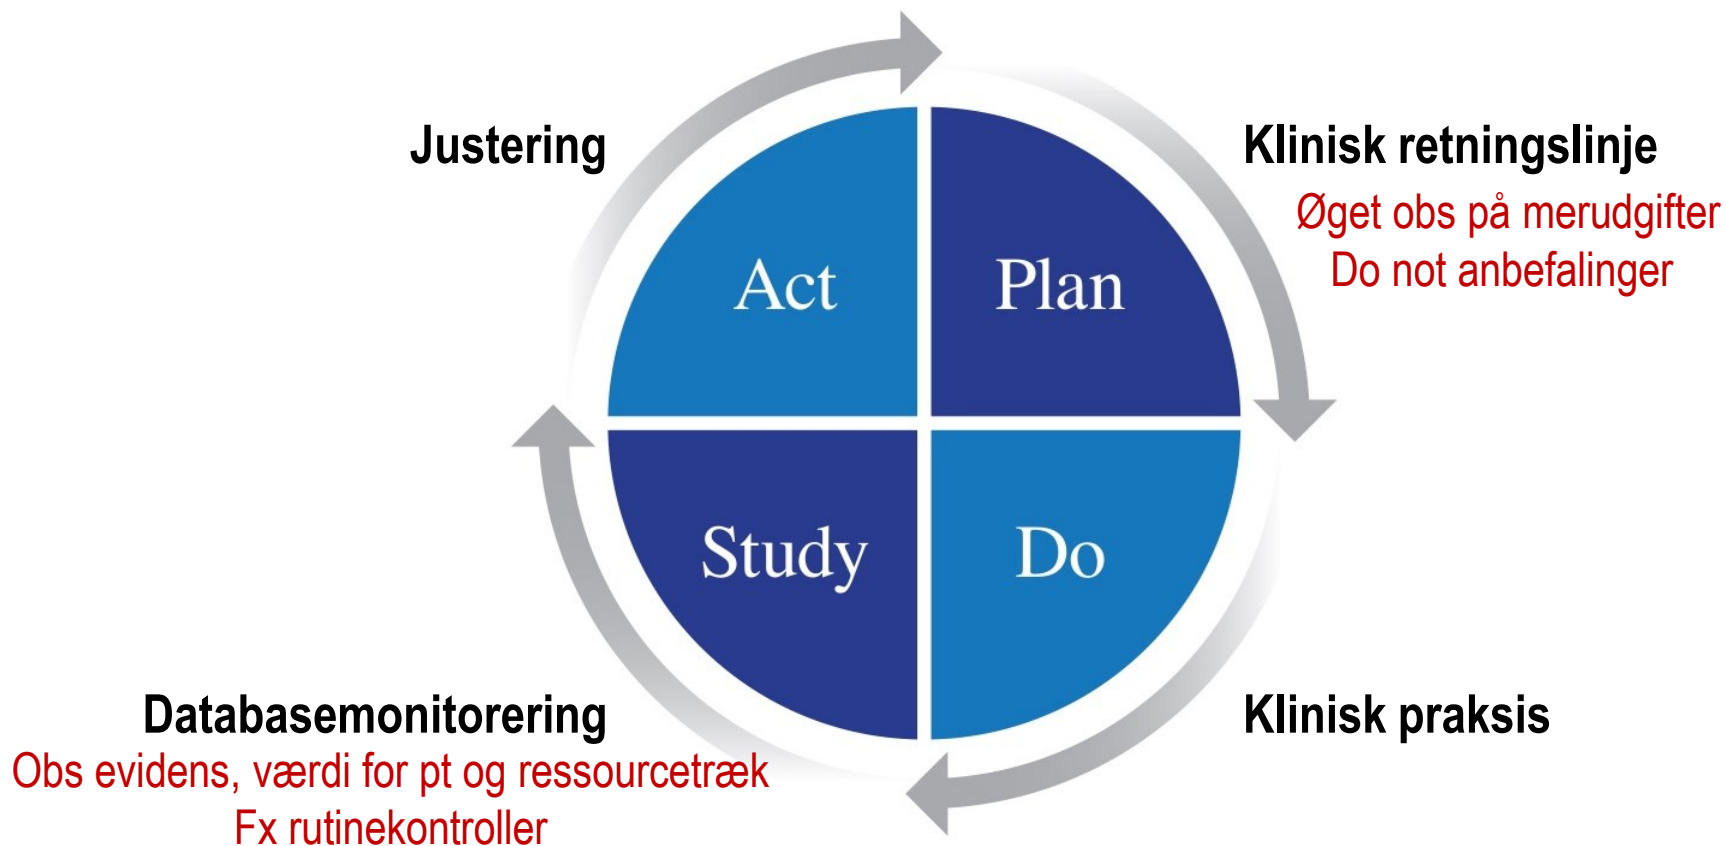 Justering
Klinisk retningslinje
Øget obs på merudgifter
Do not anbefalinger
Act
Plan
Study
Do
Databasemonitorering
Obs evidens, værdi for pt og ressourcetræk
Fx rutinekontroller
Klinisk praksis